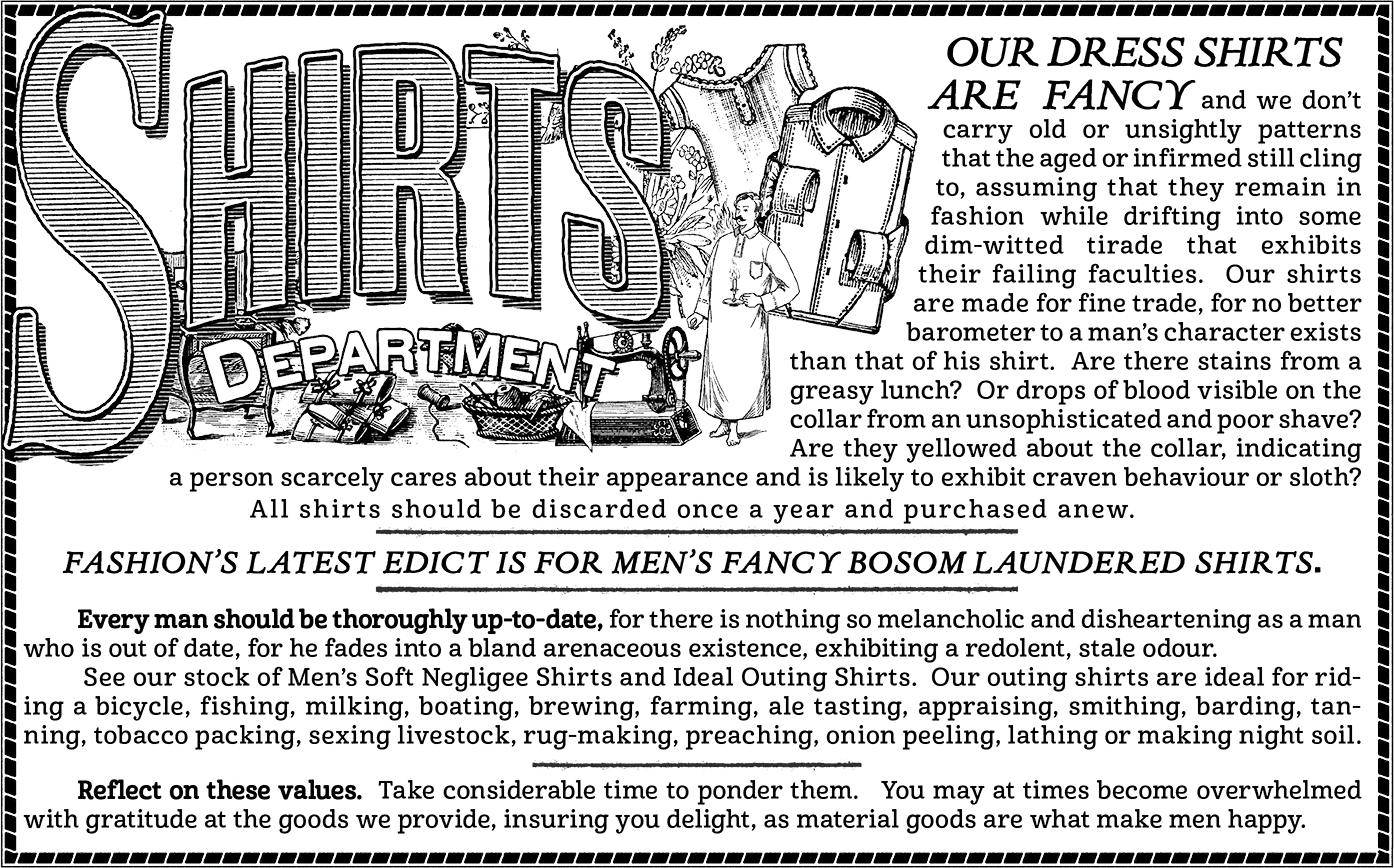 SHIRTS
DEPARTMENT
OUR DRESS SHIRTS
ARE FANCY and we don't
carry old or unsightly patterns
that the aged or infirmed still cling
to, assuming that they remain in
fashion while drifting into some
dim-witted tirade that exhibits
their failing faculties. Our shirts
are made for fine trade, for no better
barometer to a man's character exists
than that of his shirt. Are there stains from a
greasy lunch? Or drops of blood visible on the
collar from an unsophisticated and poor shave?
Are they yellowed about the collar, indicating
a person scarcely cares about their appearance and is likely to exhibit craven behaviour or sloth?
All shirts should be discarded once a year and purchased anew.
FASHION'S LATEST EDICT IS FOR MEN'S FANCY BOSOM LAUNDERED SHIRTS.
Every man should be thoroughly up-to-date, for there is nothing so melancholic and disheartening as a man
who is out of date, for he fades into a bland arenaceous existence, exhibiting a redolent, stale odour.
See our stock of Men's Soft Negligee Shirts and Ideal Outing Shirts. Our outing shirts are ideal for rid-
ing a bicycle, fishing, milking, boating, brewing, farming, ale tasting, appraising, smithing, barding, tan-
ning, tobacco packing, sexing livestock, rug-making, preaching, onion peeling, lathing or making night soil.
Reflect on these values. Take considerable time to ponder them. You may at times become overwhelmed
with gratitude at the goods we provide, insuring you delight, as material goods are what make men happy.